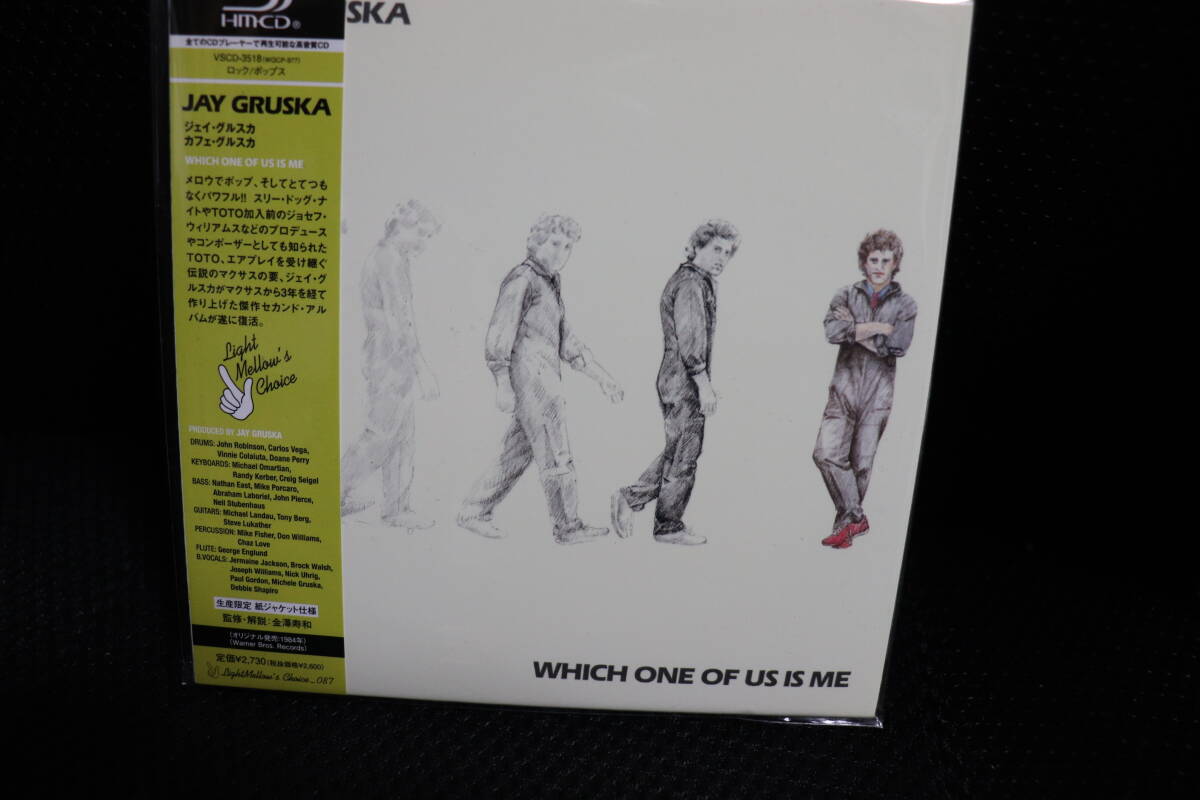 HMCD®
全てのCDプレーヤーで再生可能な高音質CD
VSCD-3518(WQCP-977)
ロック/ポップス
JAY GRUSKA
ジェイ・グルスカ
カフェ・グルスカ
WHICH ONE OF US IS ME
メロウでポップ、そしてとてつも
なくパワフル!! スリー・ドッグ・ナ
イトやTOTO加入前のジョセフ・
ウィリアムスなどのプロデュース
やコンポーザーとしても知られた
TOTO、エアプレイを受け継ぐ
伝説のマクサスの要、ジェイ・グ
ルスカがマクサスから3年を経て
作り上げた傑作セカンド・アル
バムが遂に復活。
Light
Mellow's
Choice
PRODUCED BY JAY GRUSKA
DRUMS: John Robinson, Carlos Vega,
Vinnie Colaiuta, Doane Perry
KEYBOARDS: Michael Omartian,
Randy Kerber, Creig Seigel
BASS: Nathan East, Mike Porcaro,
Abraham Laboriel, John Pierce,
Neil Stubenhaus
GUITARS: Michael Landau, Tony Berg,
Steve Lukather
PERCUSSION: Mike Fisher, Don Williams,
Chaz Love
FLUTE: George Englund
B.VOCALS: Jermaine Jackson, Brock Walsh,
Joseph Williams, Nick Uhrig,
Paul Gordon, Michele Gruska,
Debbie Shapiro
生産限定 紙ジャケット仕様
監修・解説:金澤寿和
(オリジナル発売:1984年)
(Warner Bros. Records)
定価¥2,730(税抜価格¥2,600)
LightMellow's Choice_087
SKA
WHICH ONE OF US IS ME